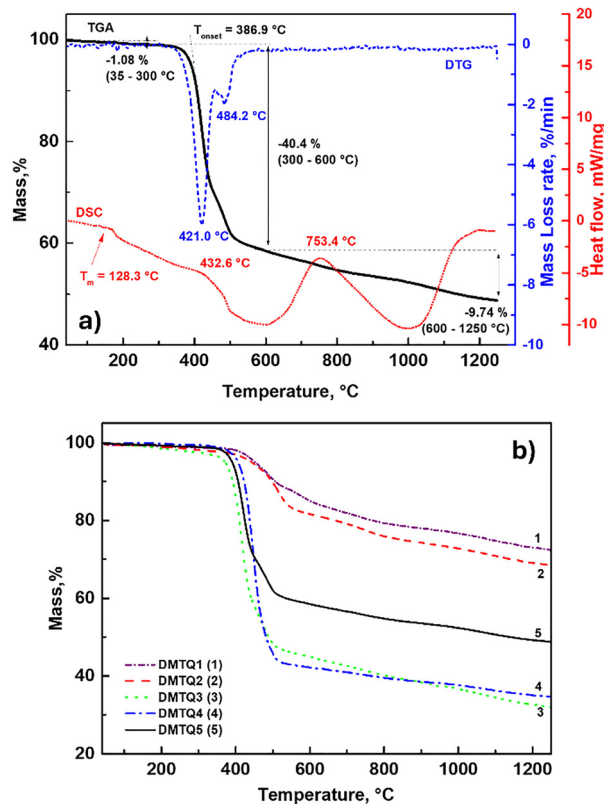 TGA
T onset = 386.9 °C
-1.08 %
(35 - 300 °C
DTG
484.2 °C
-40.4 %
(300 - 600 °C)
DSC
421.0 °C
753.4 °C
432.6 °C
T m = 128.3 °C
-9.74 %
(600 - 1250 °C)
a)
100
80
60
40
Mass,%
200 400 600 800 1000 1200
Temperature, °C
0
-2
-4
-6
-8
-9
-10
Mass Loss rate, %/min
20
15
10
5
0
-5
-10
Heat flow, mW/mg
b)
100
80
60
40
20
Mass,%
1
2
5
4
3
DMTQ1 (1)
DMTQ2 (2)
DMTQ3 (3)
DMTQ4 (4)
DMTQ5 (5)
200 400 600 800 1000 1200
Temperature, °C